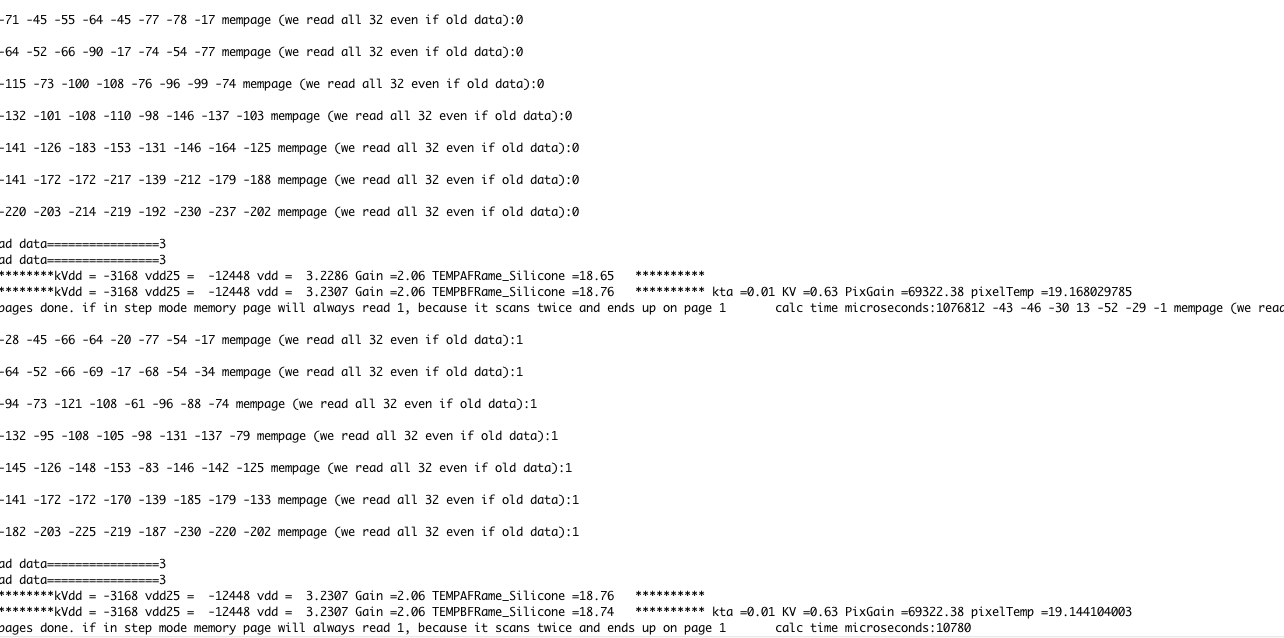 -71 -45 -55 -64 -45 -77 -78 -17 mempage (we read all 32 even if old data):0
-64 -52 -66 -90 -17 -74 -54 -77 mempage (we read all 32 even if old data):0
-115 -73 -100 -108 -76 -96 -99 -74 mempage (we read all 32 even if old data):0
-132 -101 -108 -110 -98 -146 -137 -103 mempage (we read all 32 even if old data):0
-141 -126 -183 -153 -131 -146 -164 -125 mempage (we read all 32 even if old data):0
-141 -172 -172 -217 -139 -212 -179 -188 mempage (we read all 32 even if old data):0
-220 -203 -214 -219 -192 -230 -237 -202 mempage (we read all 32 even if old data):0
ad data================3
ad data================3
********kVdd = -3168 vdd25 =  -12448 vdd =  3.2286 Gain =2.06 TEMPAFRame_Silicone =18.65   **********
********kVdd = -3168 vdd25 =  -12448 vdd =  3.2307 Gain =2.06 TEMPBFRame_Silicone =18.76   ********** kta =0.01 KV =0.63 PixGain =69322.38 pixelTemp =19.168029785
pages done. if in step mode memory page will always read 1, because it scans twice and ends up on page 1       calc time microseconds:1076812 -43 -46 -30 13 -52 -29 -1 mempage (we read
-28 -45 -66 -64 -20 -77 -54 -17 mempage (we read all 32 even if old data):1
-64 -52 -66 -69 -17 -68 -54 -34 mempage (we read all 32 even if old data):1
-94 -73 -121 -108 -61 -96 -88 -74 mempage (we read all 32 even if old data):1
-132 -95 -108 -105 -98 -131 -137 -79 mempage (we read all 32 even if old data):1
-145 -126 -148 -153 -83 -146 -142 -125 mempage (we read all 32 even if old data):1
-141 -172 -172 -170 -139 -185 -179 -133 mempage (we read all 32 even if old data):1
-182 -203 -225 -219 -187 -230 -220 -202 mempage (we read all 32 even if old data):1
ad data================3
ad data================3
********kVdd = -3168 vdd25 =  -12448 vdd =  3.2307 Gain =2.06 TEMPAFRame_Silicone =18.76   **********
********kVdd = -3168 vdd25 =  -12448 vdd =  3.2307 Gain =2.06 TEMPBFRame_Silicone =18.74   ********** kta =0.01 KV =0.63 PixGain =69322.38 pixelTemp =19.144104003
pages done. if in step mode memory page will always read 1, because it scans twice and ends up on page 1       calc time microseconds:10780